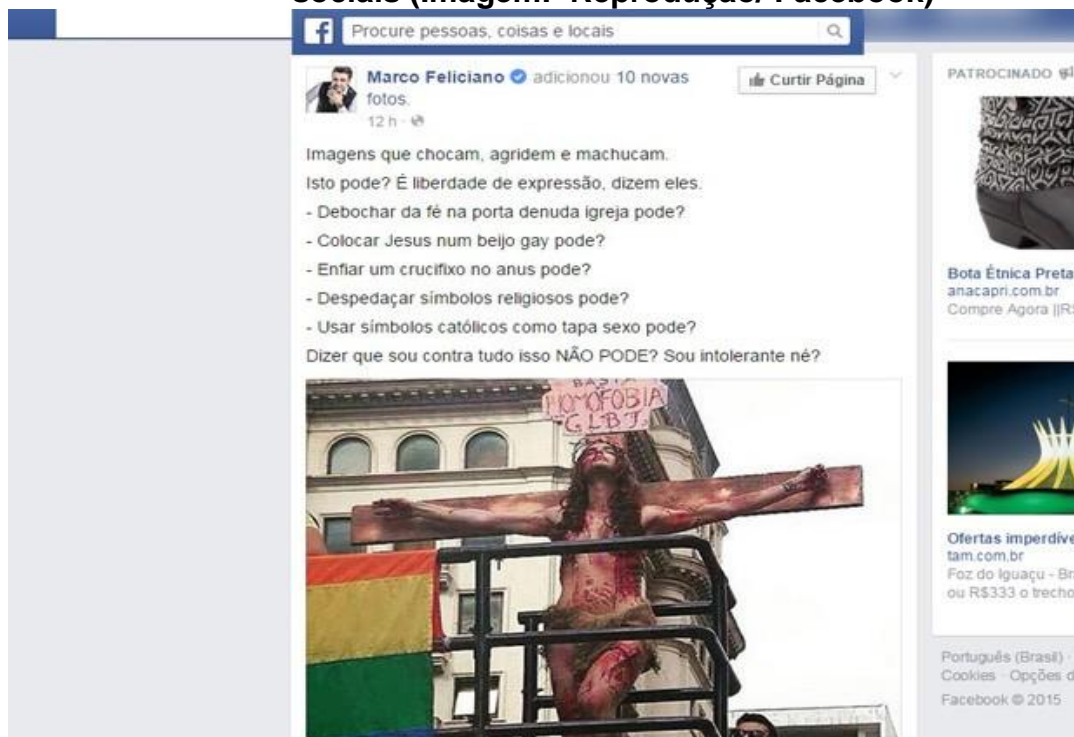 sociais (Imagem: Reprodução/ Facebook)
f
Procure pessoas, coisas e locais
Marco Feliciano adicionou 10 novas
fotos.
12 h
Curtir Página
Imagens que chocam, agridem e machucam.
Isto pode? É liberdade de expressão, dizem eles.
- Debochar da fé na porta denuda igreja pode?
- Colocar Jesus num beijo gay pode?
- Enfiar um crucifixo no anus pode?
- Despedaçar símbolos religiosos pode?
- Usar símbolos católicos como tapa sexo pode?
Dizer que sou contra tudo isso NÃO PODE? Sou intolerante né?
BASTA
HOMOFOBIA
GLBT
PATROCINADO
Bota Étnica Preta
anacapri.com.br
Compre Agora ||R$
Ofertas imperdíve
tam.com.br
Foz do Iguaçu - Br
ou R$333 o trecho
Português (Brasil) ·
Cookies · Opções d
Facebook © 2015